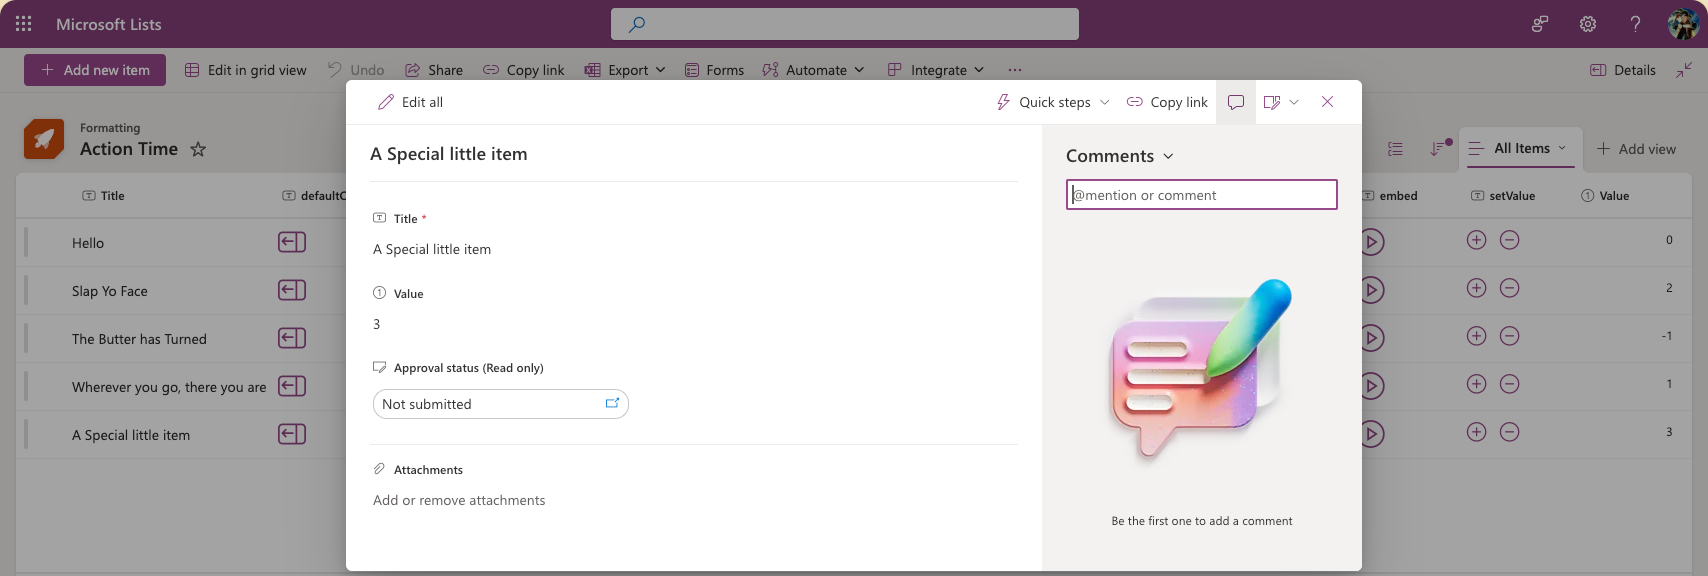 Microsoft Lists
Add new item
Edit in grid view
Undo
Share
Copy link
Export
Forms
Automate
Integrate
Details
Formatting
Action Time
All Items
Add view
Title
embed
setValue
Value
Hello
0
Slap Yo Face
2
The Butter has Turned
-1
Wherever you go, there you are
1
A Special little item
3
Edit all
Quick steps
Copy link
A Special little item
Title *
A Special little item
Value
3
Approval status (Read only)
Not submitted
Attachments
Add or remove attachments
Comments
@mention or comment
Be the first one to add a comment